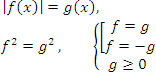 |f(x)| = g(x),
f² = g², { [ f = g
f = −g
g ≥ 0